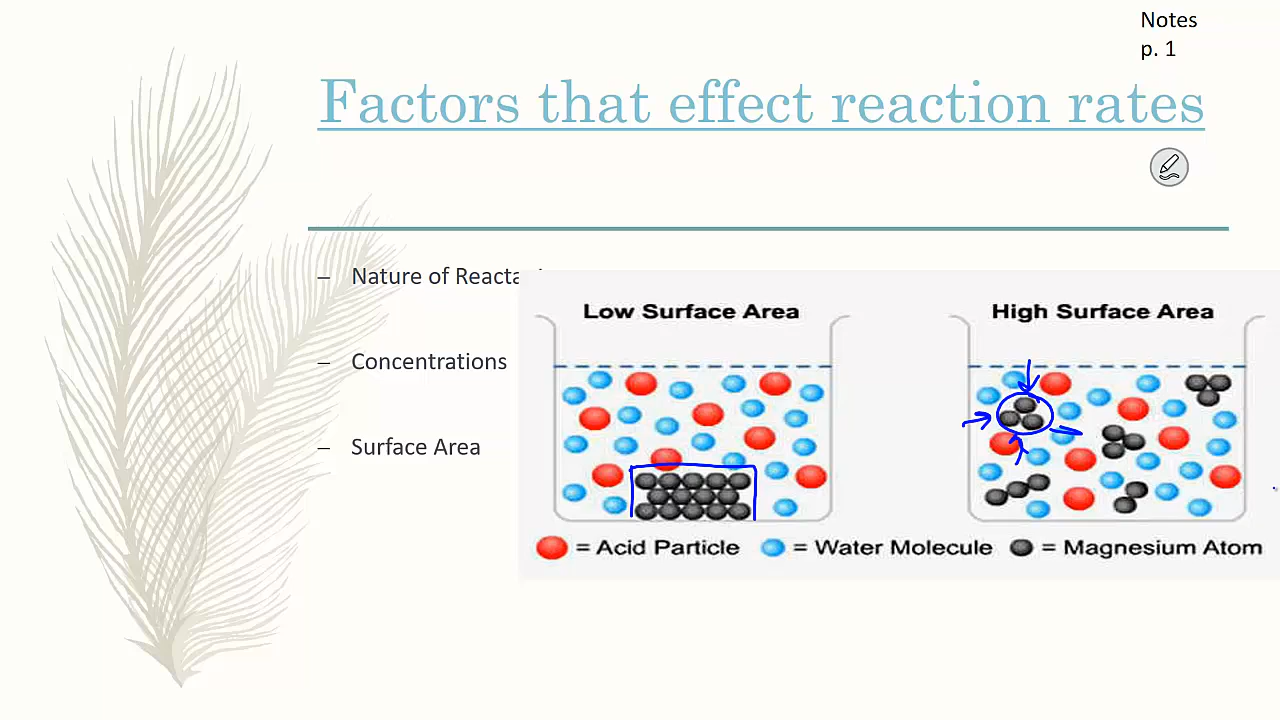 Notes
p. 1
Factors that effect reaction rates
– Nature of
– Concentrations
– Surface Area
Low Surface Area
High Surface Area
= Acid Particle = Water Molecule = Magnesium Atom